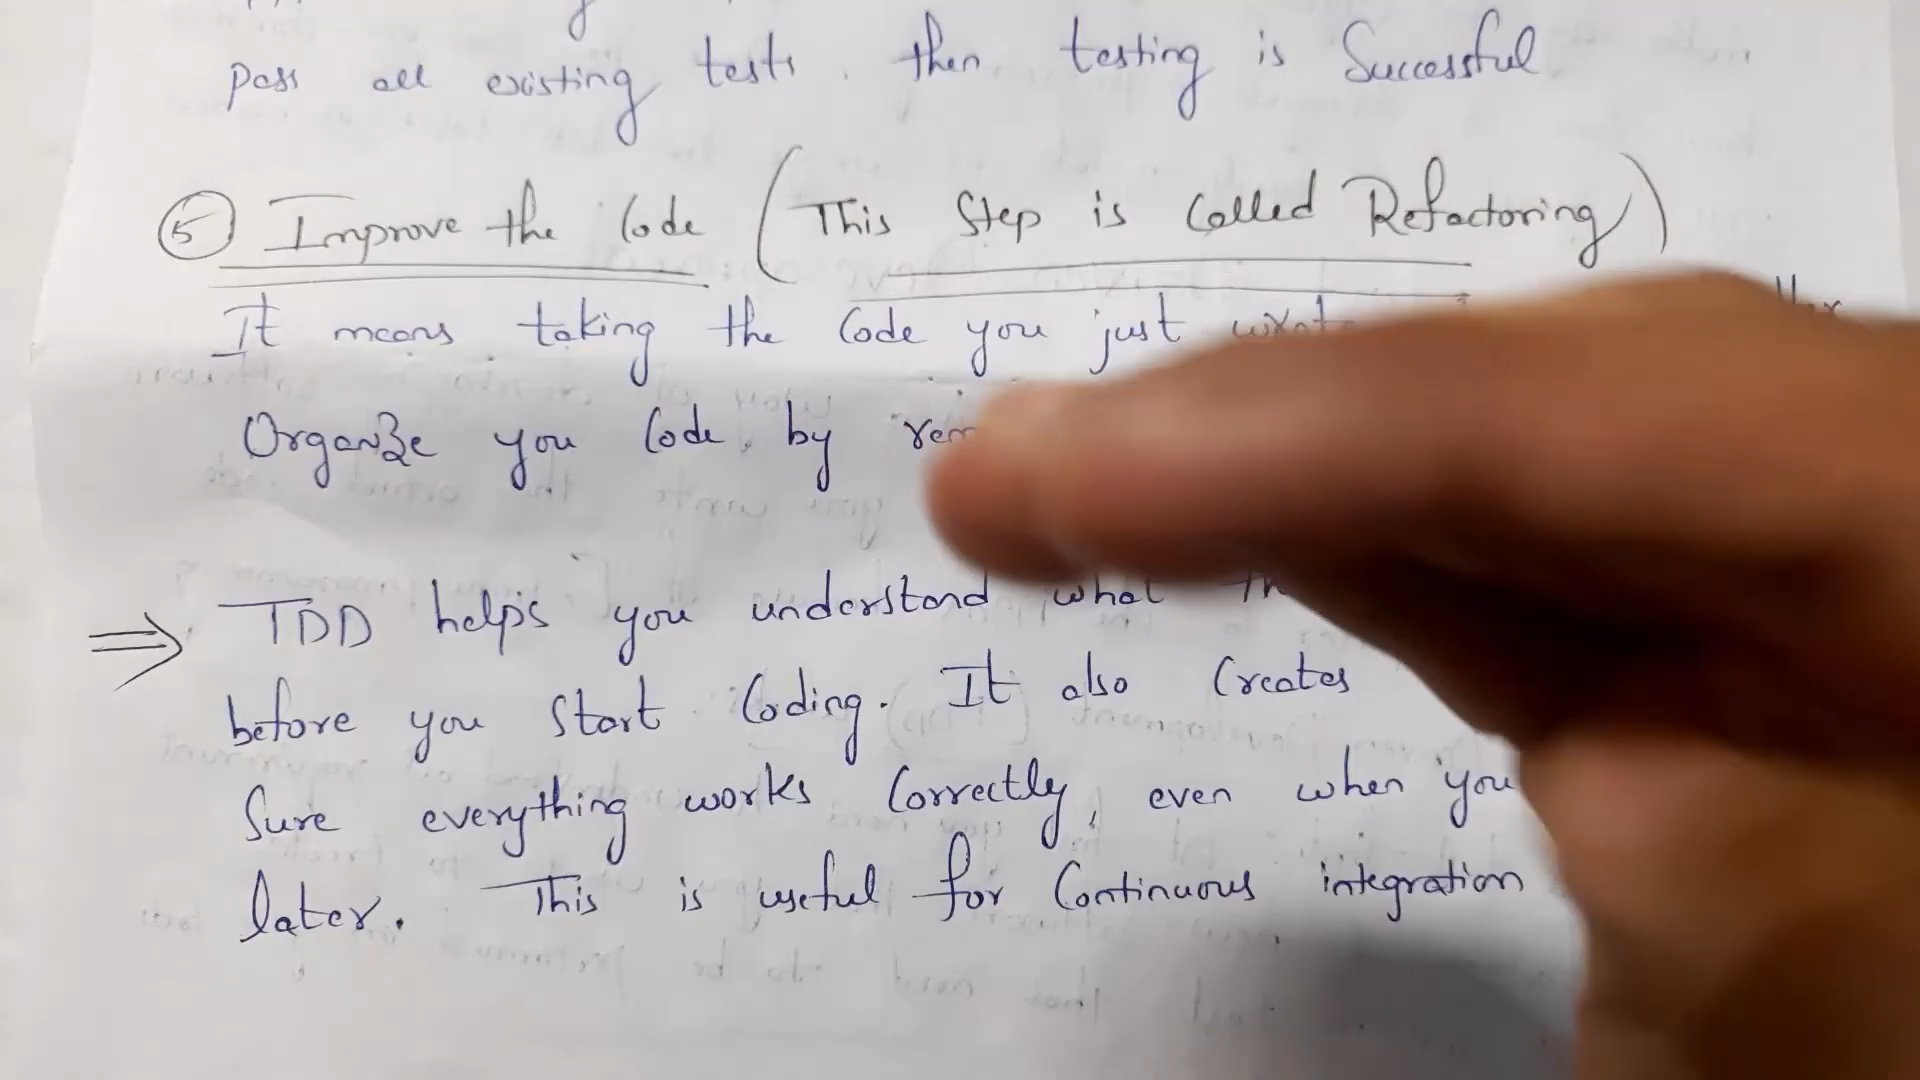 pass all existing tests. then testing is Successful
⑤ Improve the Code (This Step is Called Refactoring)
It means taking the Code you just
Organize you Code by
⇒ TDD helps you understand what
before you Start Coding. It also Creates
Sure everything works Correctly, even when you
later. This is useful for Continuous integration